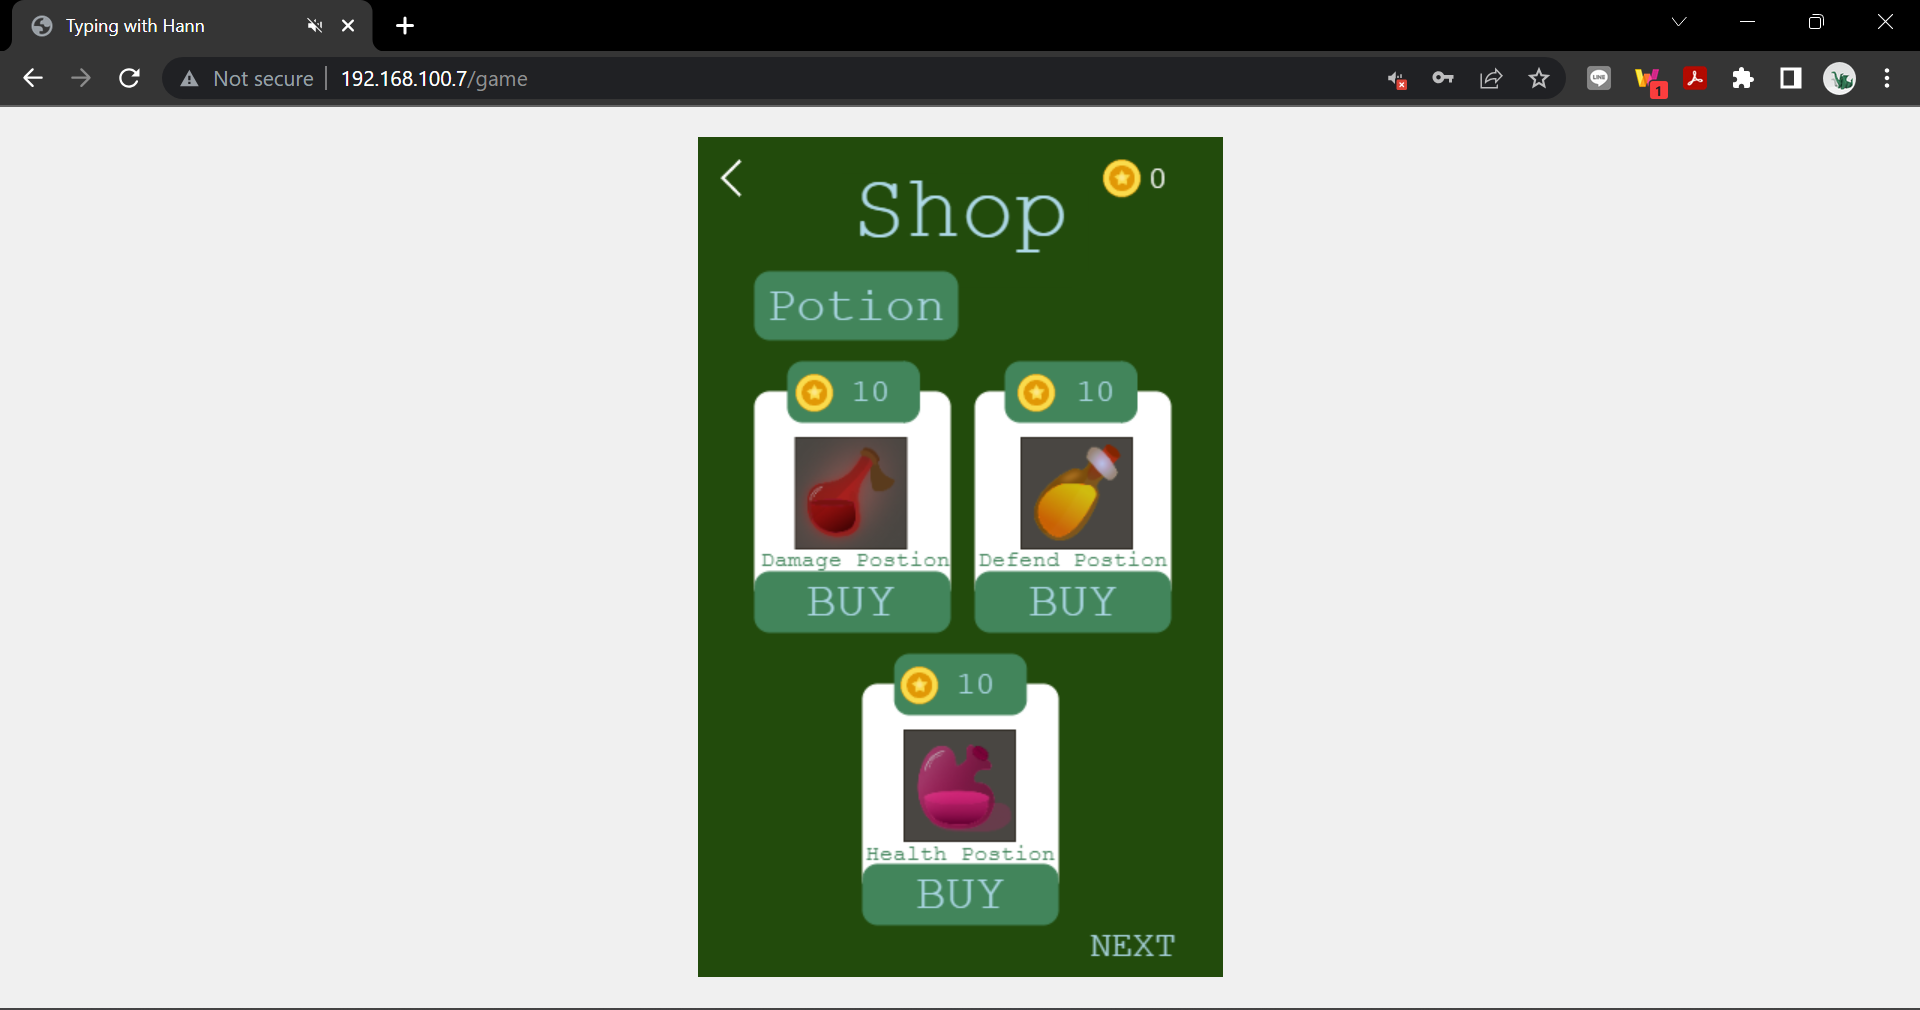 Typing with Hann
Not secure 192.168.100.7/game
LINE
1
0
Shop
Potion
10 10
Damage Postion Defend Postion
BUY BUY
10
Health Postion
BUY
NEXT